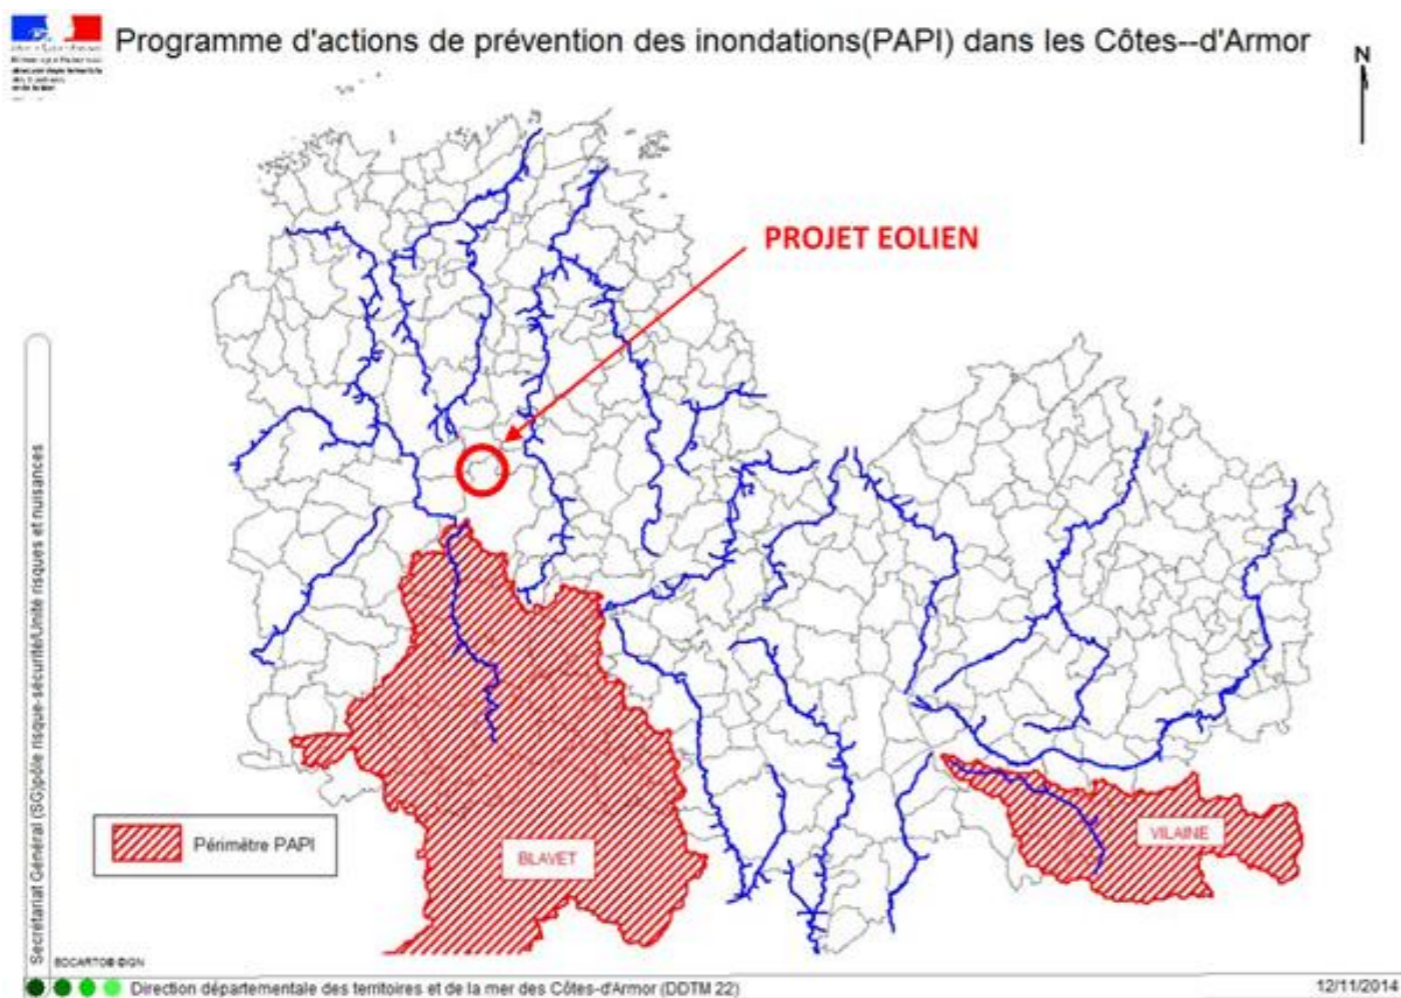 Programme d'actions de prévention des inondations(PAPI) dans les Côtes--d'Armor
N
PROJET EOLIEN
Secrétariat Général (SG)pôle risque-sécurité/Unité risques et nuisances
Périmètre PAPI
BLAVET
VILAINE
BDCARTO® ©IGN
Direction départementale des territoires et de la mer des Côtes-d'Armor (DDTM 22)
12/11/2014